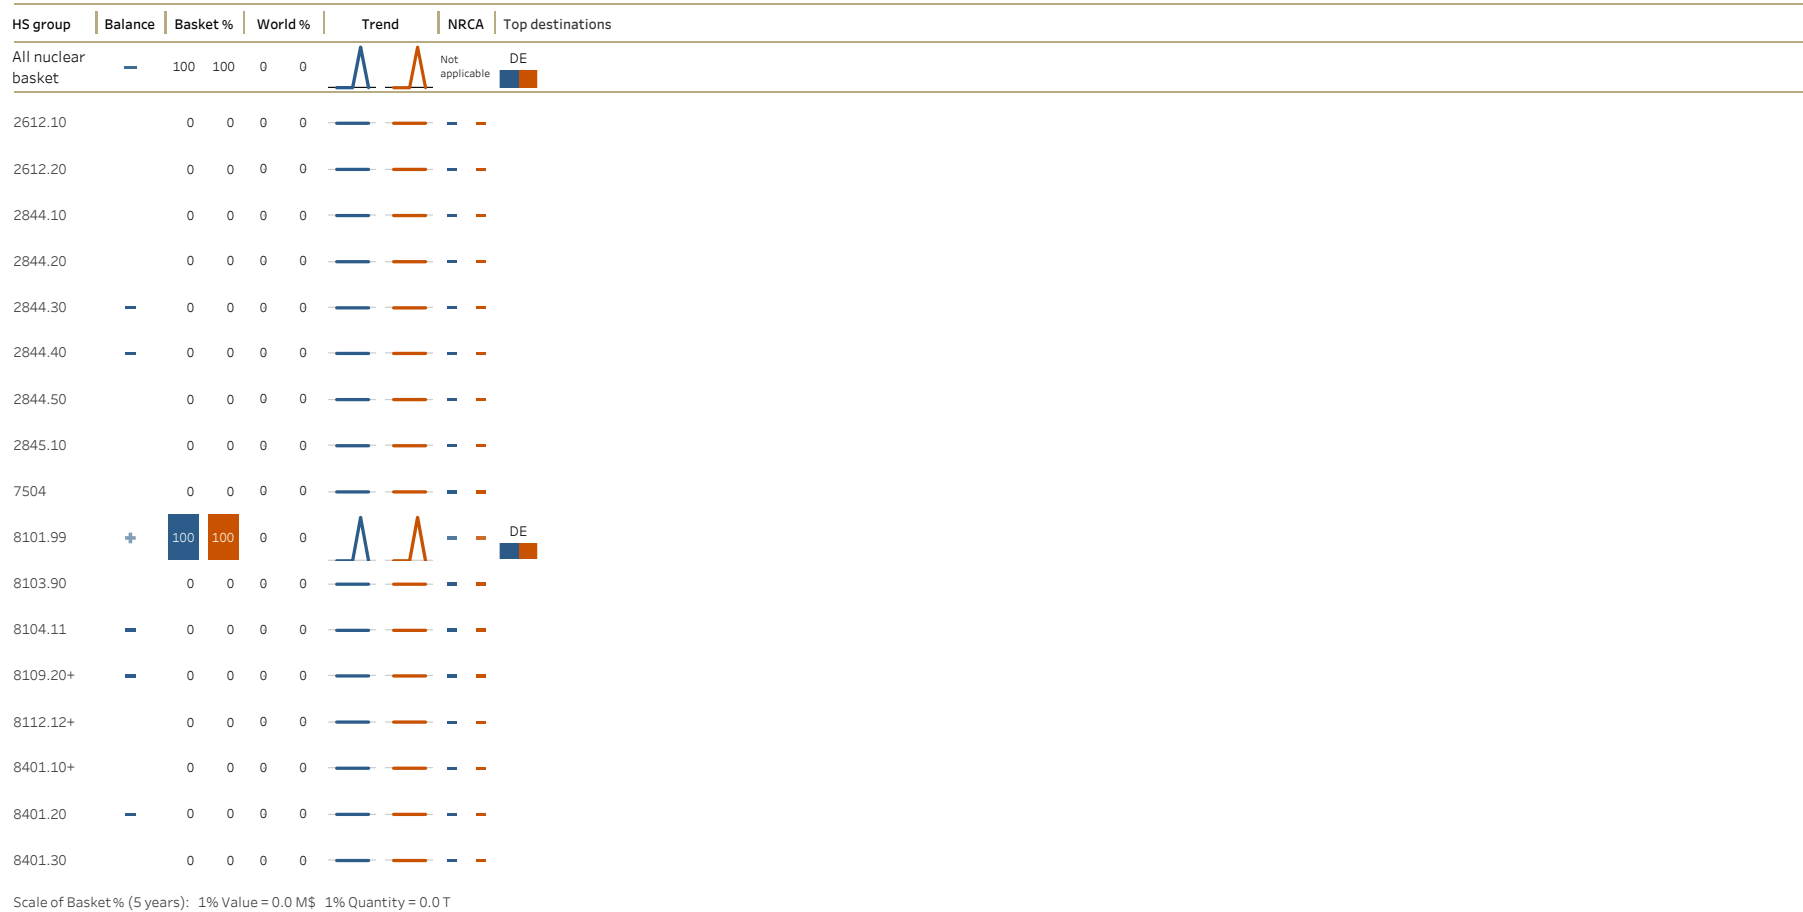 HS group Balance Basket % World % Trend NRCA Top destinations
All nuclear basket 100 100 0 0 Not applicable DE
2612.10 0 0 0 0
2612.20 0 0 0 0
2844.10 0 0 0 0
2844.20 0 0 0 0
2844.30 0 0 0 0
2844.40 0 0 0 0
2844.50 0 0 0 0
2845.10 0 0 0 0
7504 0 0 0 0
8101.99 100 100 0 0 DE
8103.90 0 0 0 0
8104.11 0 0 0 0
8109.20+ 0 0 0 0
8112.12+ 0 0 0 0
8401.10+ 0 0 0 0
8401.20 0 0 0 0
8401.30 0 0 0 0
Scale of Basket% (5 years): 1% Value = 0.0 M$ 1% Quantity = 0.0 T